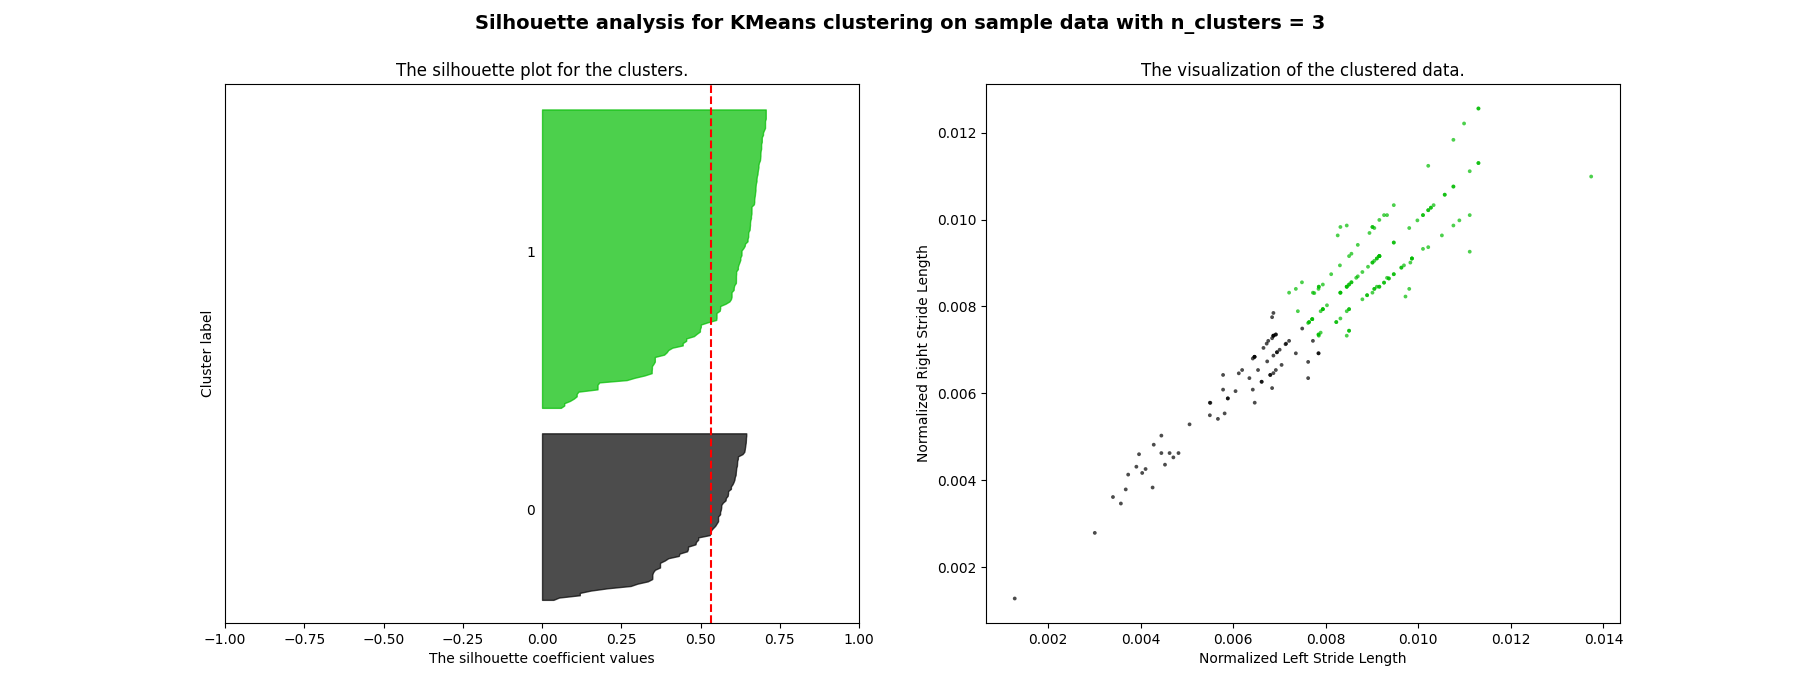 Silhouette analysis for KMeans clustering on sample data with n_clusters = 3
The silhouette plot for the clusters.
Cluster label
1
0
−1.00 −0.75 −0.50 −0.25 0.00 0.25 0.50 0.75 1.00
The silhouette coefficient values
The visualization of the clustered data.
Normalized Right Stride Length
0.012
0.010
0.008
0.006
0.004
0.002
0.002 0.004 0.006 0.008 0.010 0.012 0.014
Normalized Left Stride Length